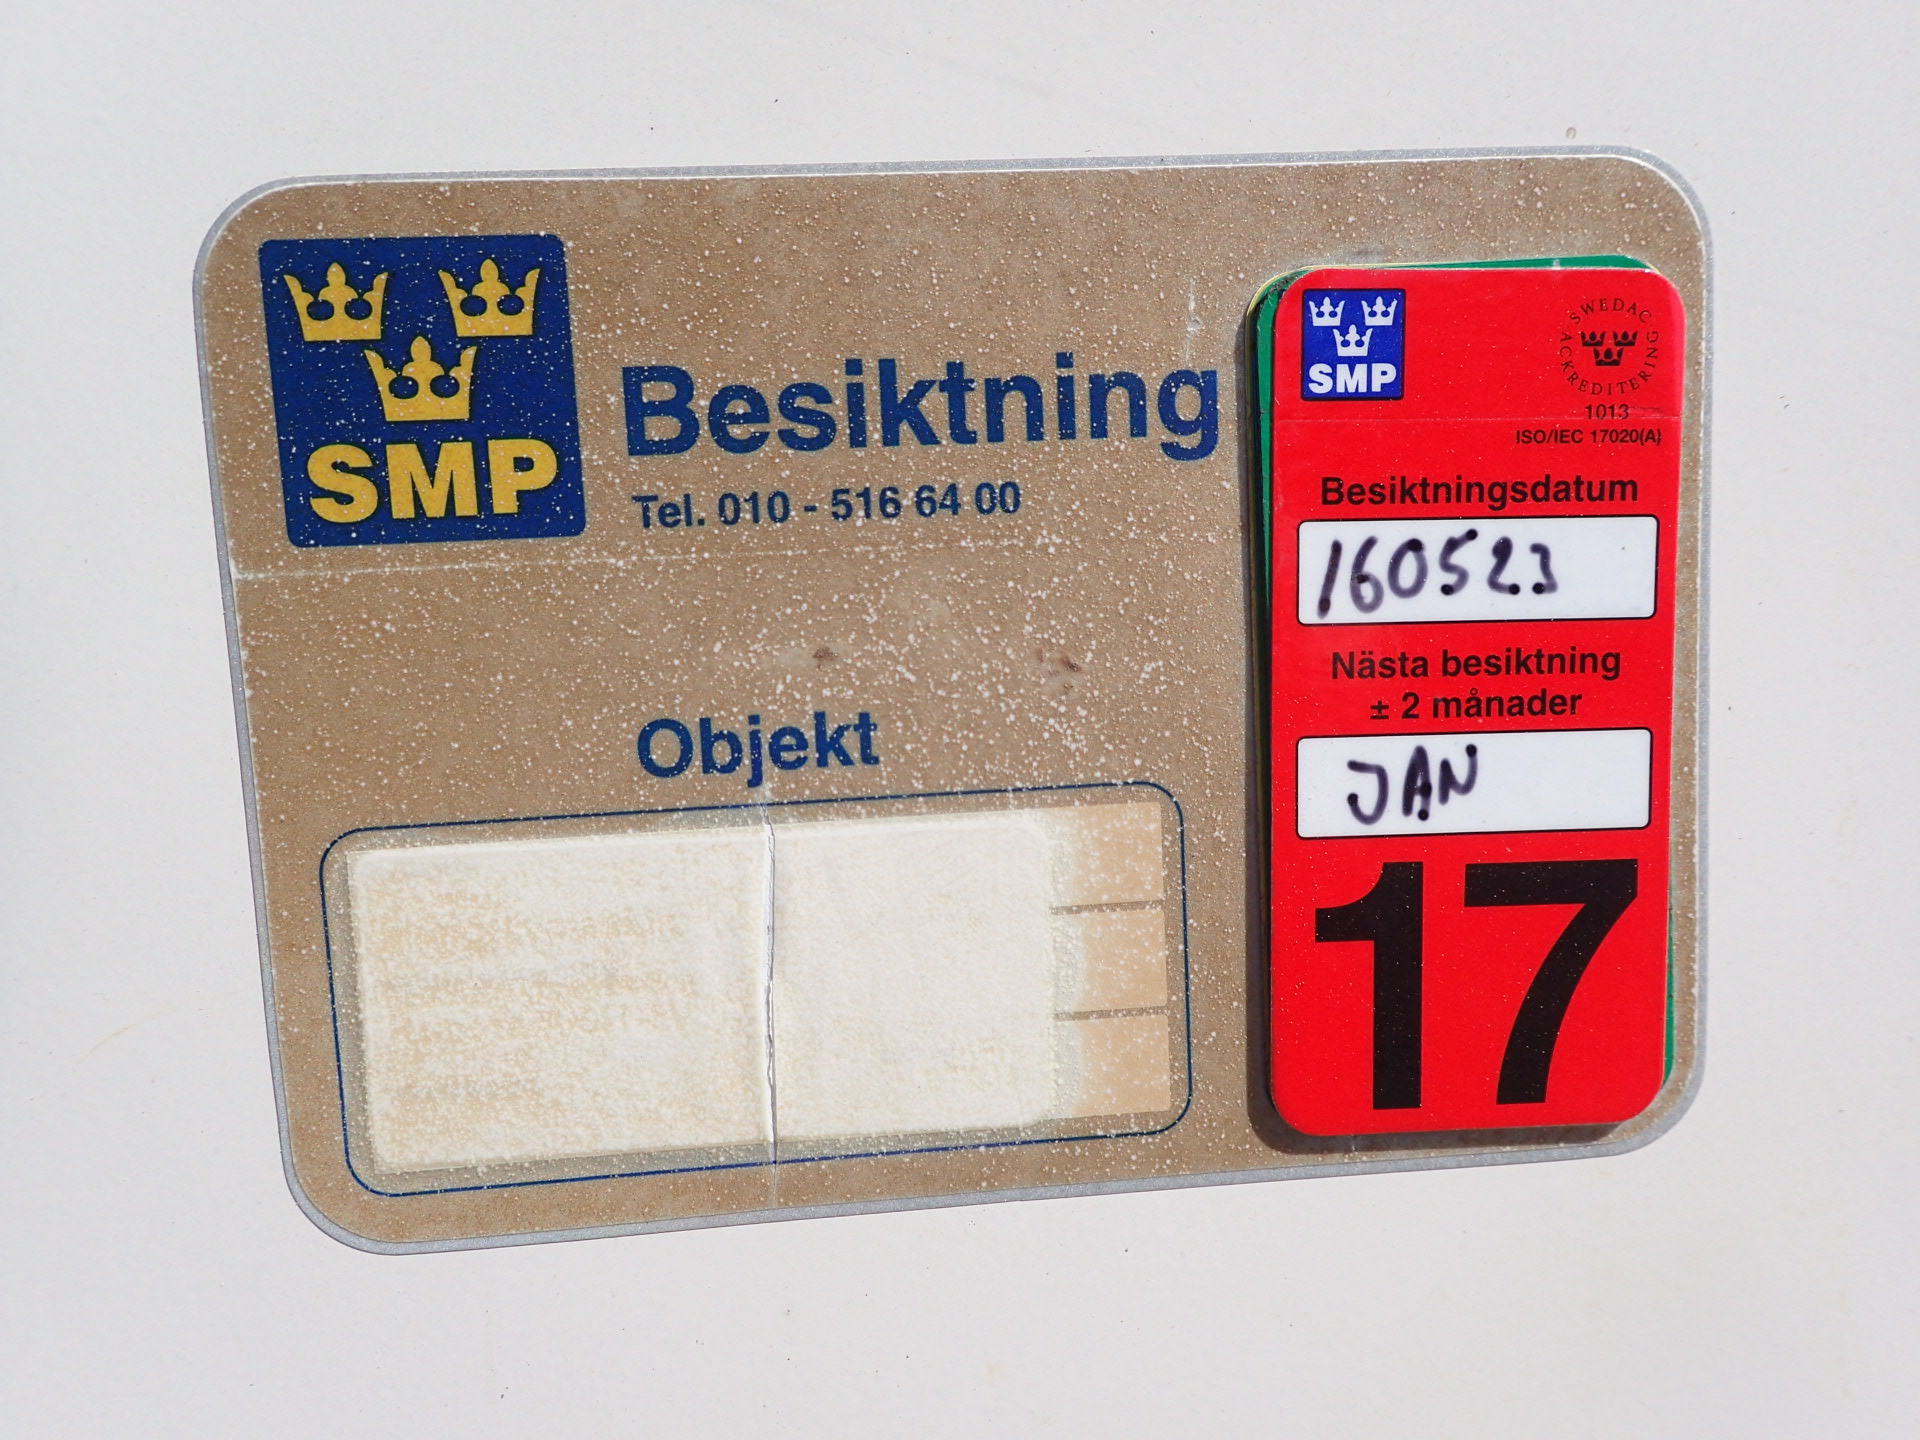 SMP
Besiktning
Tel. 010 - 516 64 00
Objekt
SMP
SWEDAC
ACKREDITERING
1013
ISO/IEC 17020(A)
Besiktningsdatum
160523
Nästa besiktning
± 2 månader
JAN
17